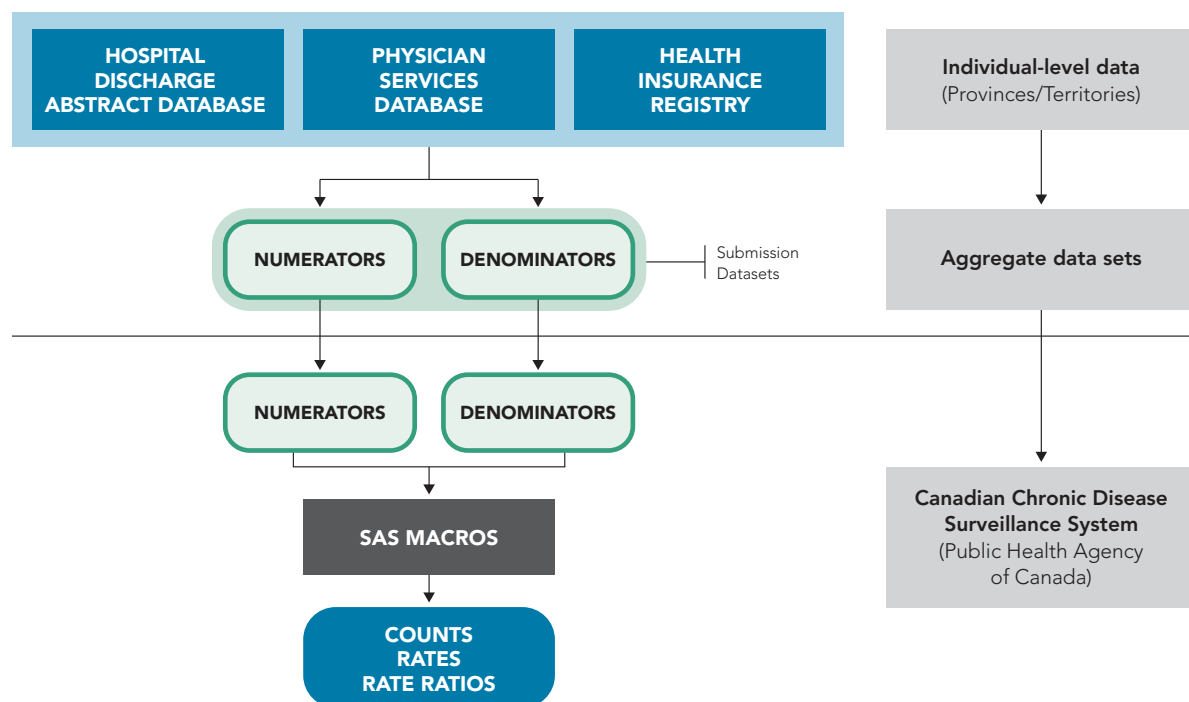 HOSPITAL
DISCHARGE
ABSTRACT DATABASE
PHYSICIAN
SERVICES
DATABASE
HEALTH
INSURANCE
REGISTRY
Individual-level data
(Provinces/Territories)
NUMERATORS
DENOMINATORS
Submission
Datasets
Aggregate data sets
NUMERATORS
DENOMINATORS
SAS MACROS
Canadian Chronic Disease
Surveillance System
(Public Health Agency
of Canada)
COUNTS
RATES
RATE RATIOS